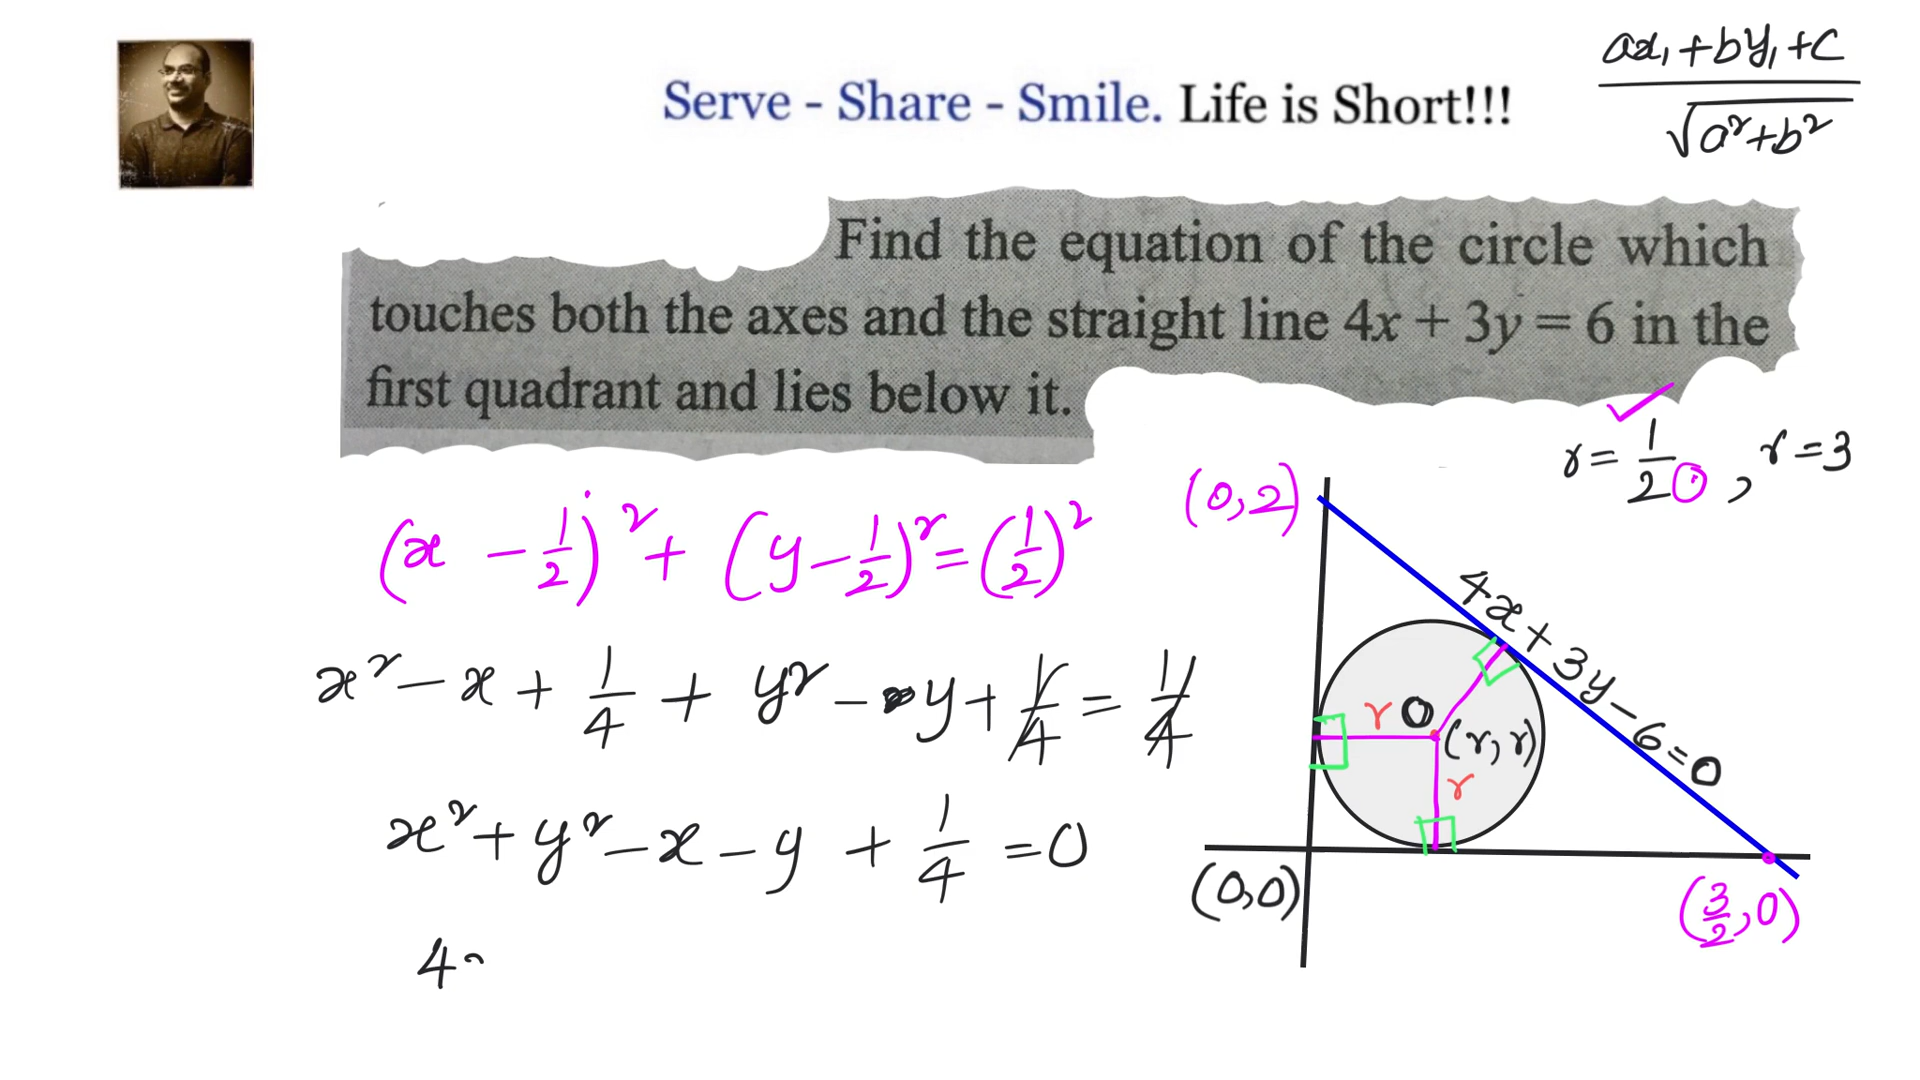 Serve - Share - Smile. Life is Short!!!
ax₁+by₁+c
√a²+b²
Find the equation of the circle which
touches both the axes and the straight line 4x + 3y = 6 in the
first quadrant and lies below it.
r = 1/2, r = 3
(x - 1/2)² + (y - 1/2)² = (1/2)²
x² - x + 1/4 + y² - y + 1/4 = 1/4
x² + y² - x - y + 1/4 = 0
4
(0,2)
4x + 3y - 6 = 0
r
O
(r, r)
r
(0,0)
(3/2, 0)